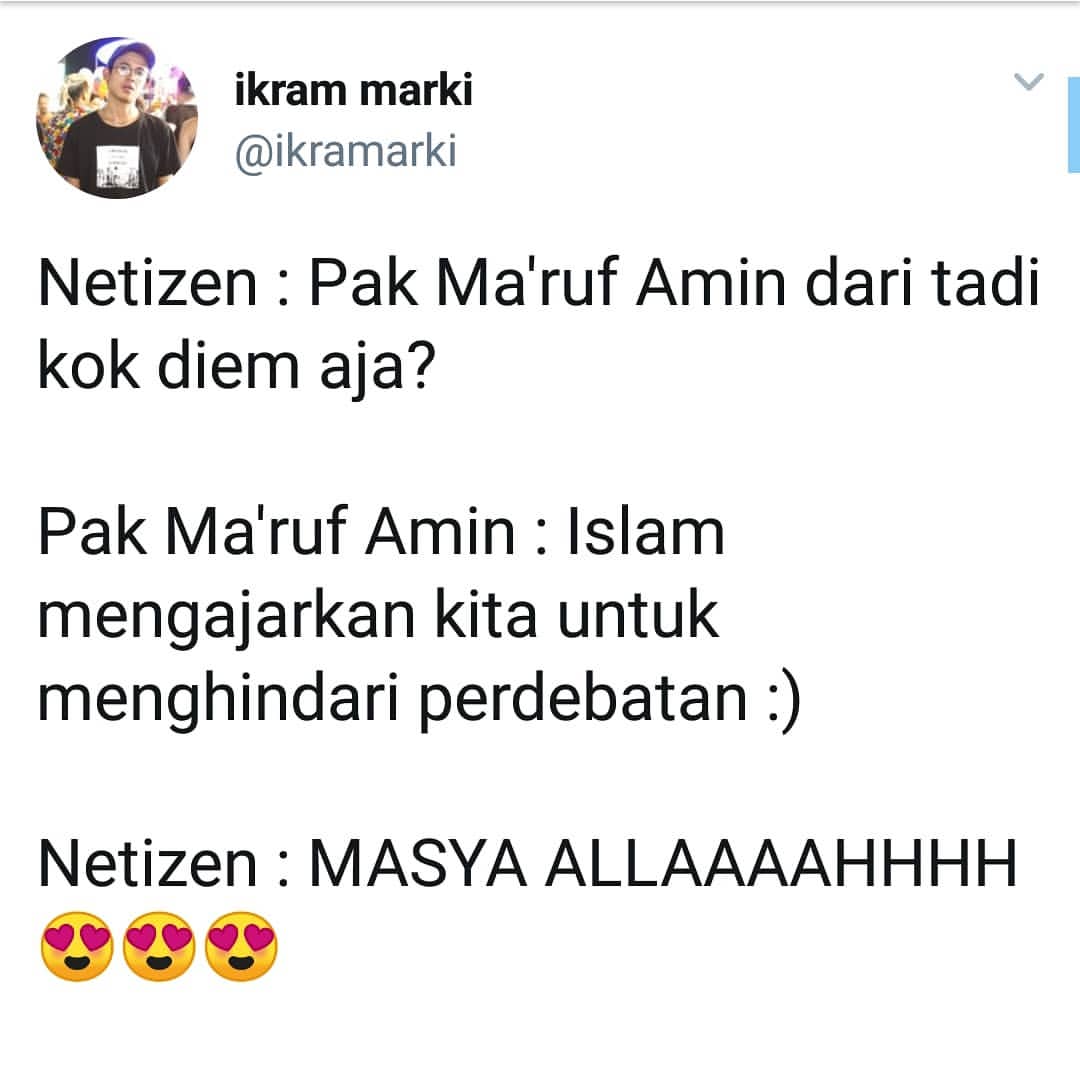 ikram marki
@ikramarki
Netizen : Pak Ma'ruf Amin dari tadi
kok diem aja?
Pak Ma'ruf Amin : Islam
mengajarkan kita untuk
menghindari perdebatan :)
Netizen : MASYA ALLAAAAHHHH
😍😍😍